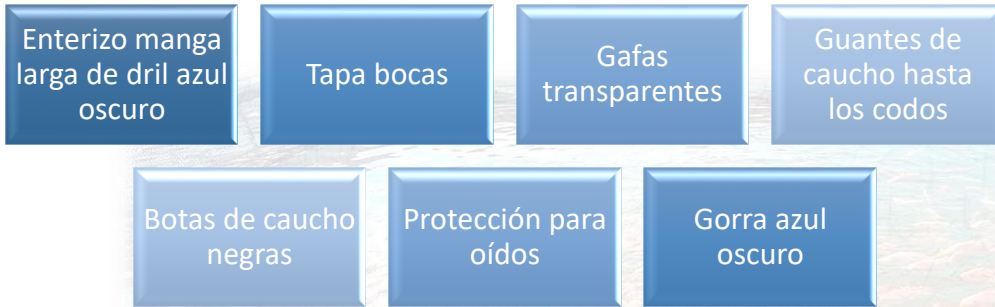 Enterizo manga
larga de dril azul
oscuro
Tapa bocas
Gafas
transparentes
Guantes de
caucho hasta
los codos
Botas de caucho
negras
Protección para
oídos
Gorra azul
oscuro